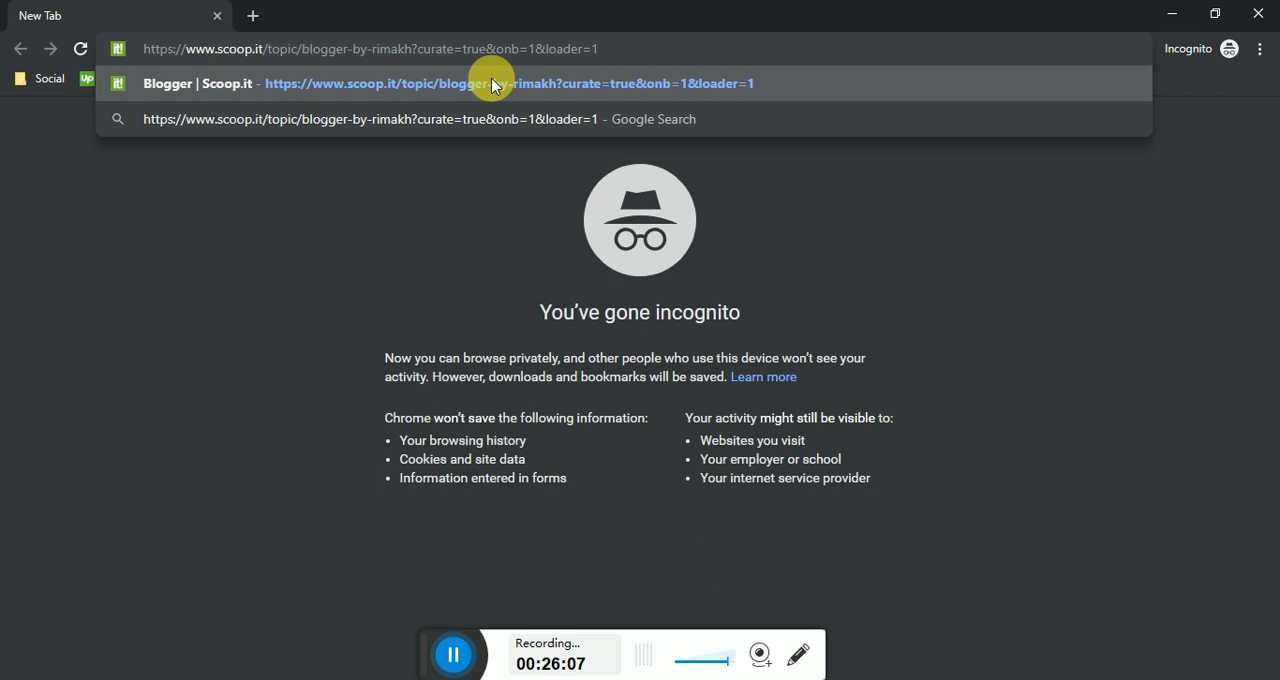 New Tab
it! https://www.scoop.it/topic/blogger-by-rimakh?curate=true&onb=1&loader=1
Incognito
Social
Up
it! Blogger | Scoop.it - https://www.scoop.it/topic/blogger-by-rimakh?curate=true&onb=1&loader=1
https://www.scoop.it/topic/blogger-by-rimakh?curate=true&onb=1&loader=1 - Google Search
You've gone incognito
Now you can browse privately, and other people who use this device won't see your
activity. However, downloads and bookmarks will be saved. Learn more
Chrome won't save the following information:
• Your browsing history
• Cookies and site data
• Information entered in forms
Your activity might still be visible to:
• Websites you visit
• Your employer or school
• Your internet service provider
Recording...
00:26:07